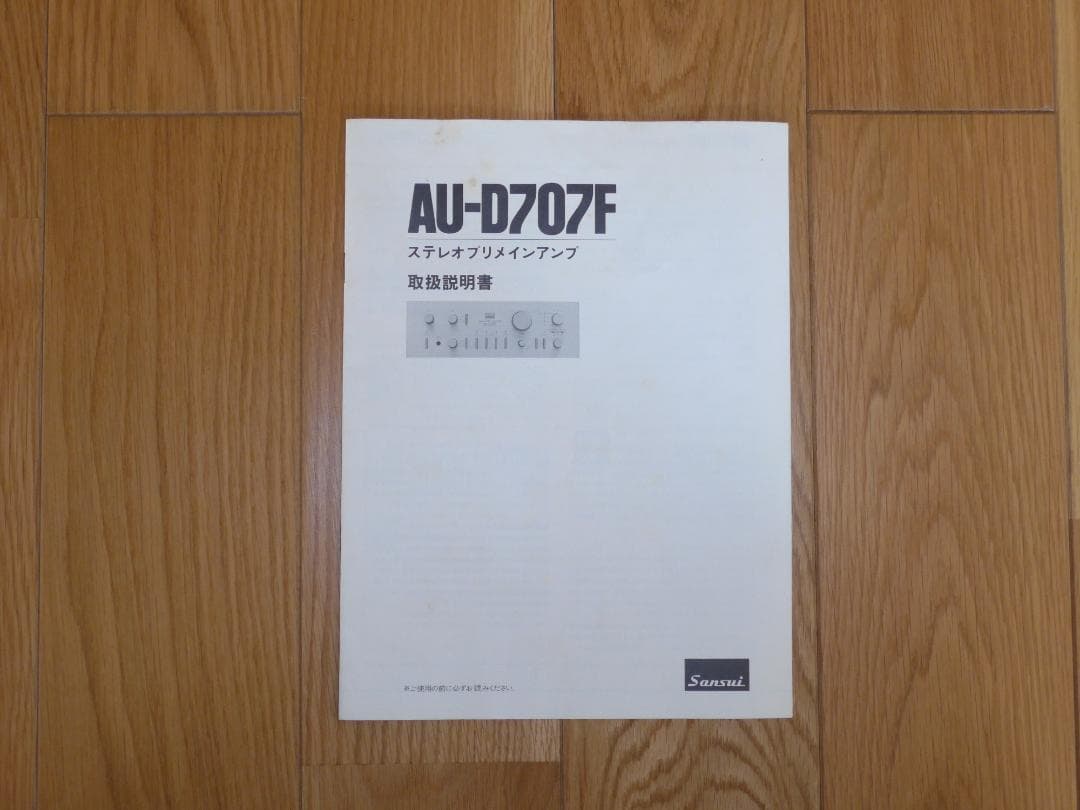 AU-D707F
ステレオプリメインアンプ
取扱説明書
※ご使用の前に必ずお読みください。
Sansui